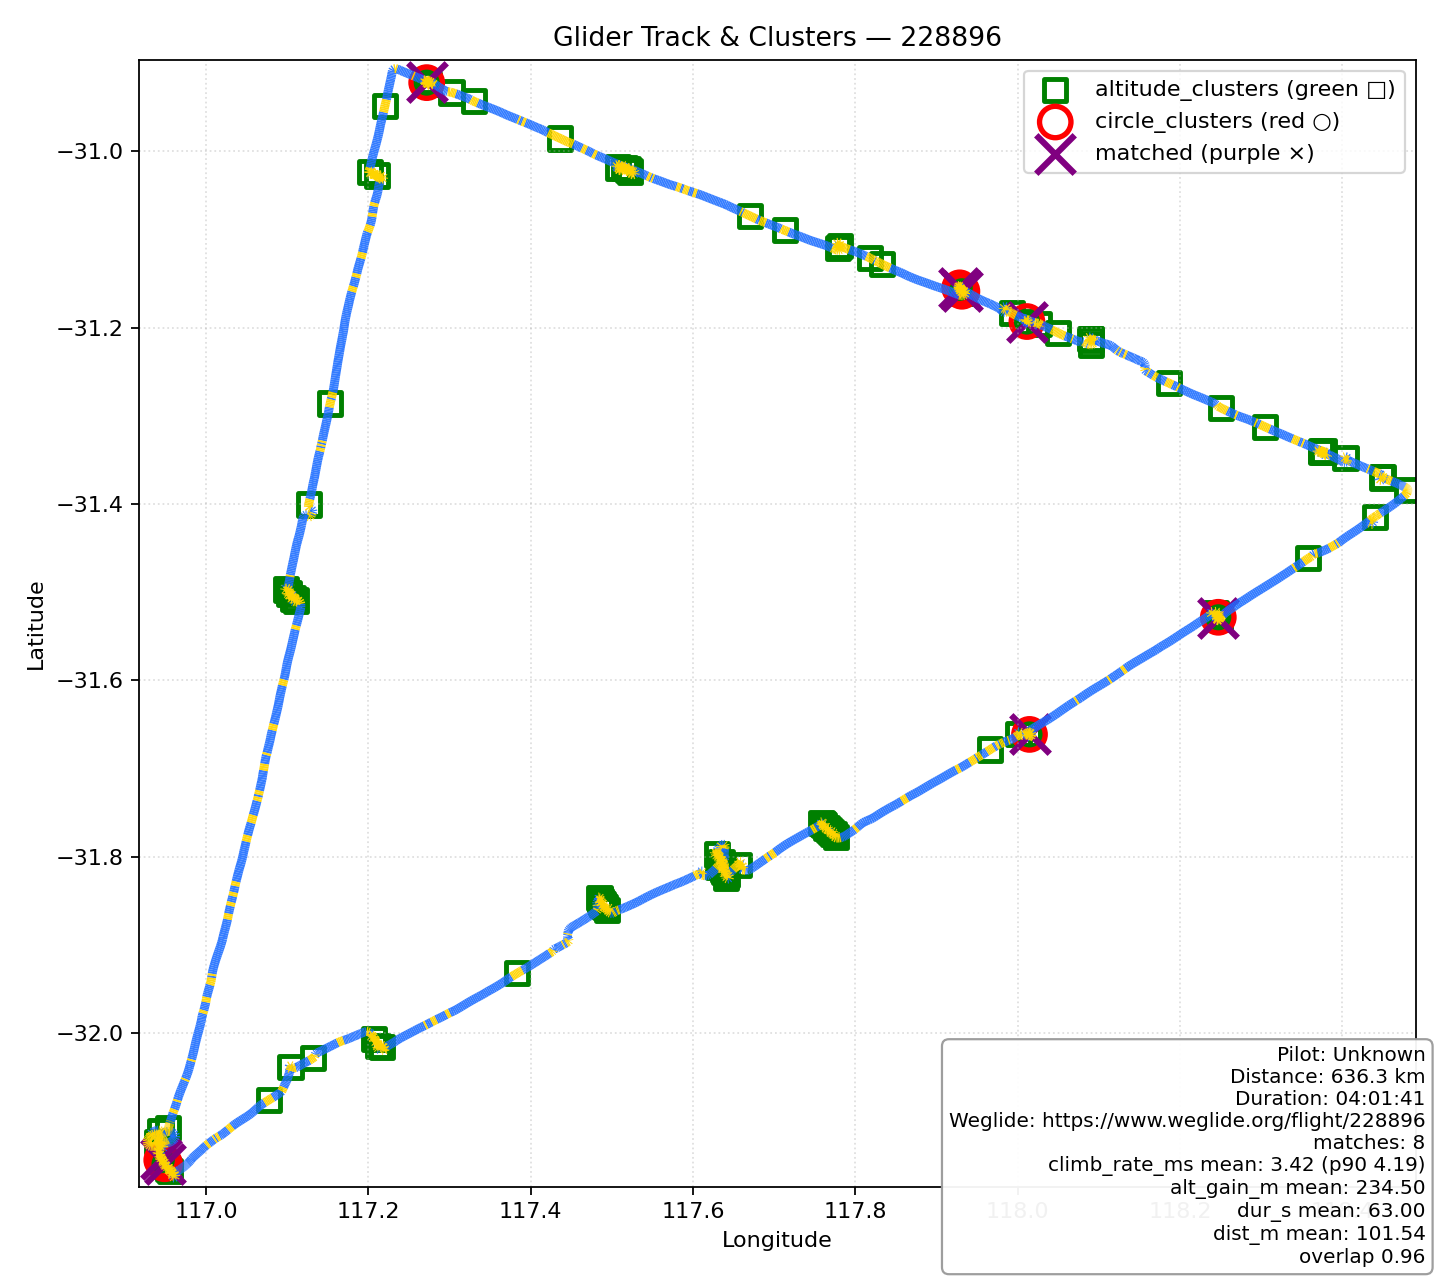 Glider Track & Clusters — 228896
altitude_clusters (green □)
circle_clusters (red ○)
matched (purple ×)
Latitude
−31.0
−31.2
−31.4
−31.6
−31.8
−32.0
117.0
117.2
117.4
117.6
117.8
118.0
118.2
Longitude
Pilot: Unknown
Distance: 636.3 km
Duration: 04:01:41
Weglide: https://www.weglide.org/flight/228896
matches: 8
climb_rate_ms mean: 3.42 (p90 4.19)
alt_gain_m mean: 234.50
dur_s mean: 63.00
dist_m mean: 101.54
overlap 0.96